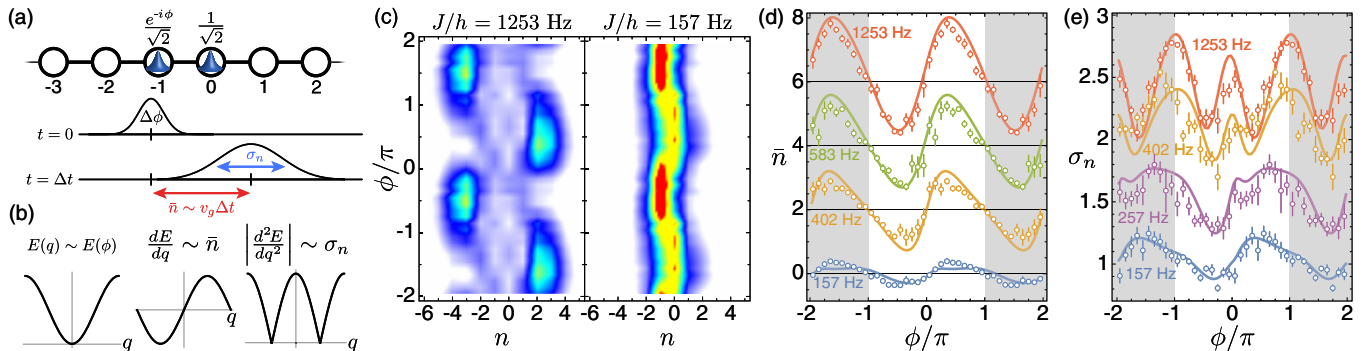 (a)
e^{-iϕ}/√2
1/√2
-3 -2 -1 0 1 2
Δϕ
t = 0
σ_n
t = Δt
n̄ ~ v_g Δt
(b)
E(q) ~ E(ϕ)
dE/dq ~ n̄
|d²E/dq²| ~ σ_n
q
q
q
(c)
J/h = 1253 Hz
J/h = 157 Hz
ϕ/π
2
1
0
-1
-2
-6 -4 -2 0 2 4
-6 -4 -2 0 2 4 6
n
n
(d)
n̄
8
6
4
2
0
1253 Hz
583 Hz
402 Hz
157 Hz
-2 -1 0 1 2
ϕ/π
(e)
σ_n
3
2.5
2
1.5
1
1253 Hz
402 Hz
257 Hz
157 Hz
-2 -1 0 1 2
ϕ/π